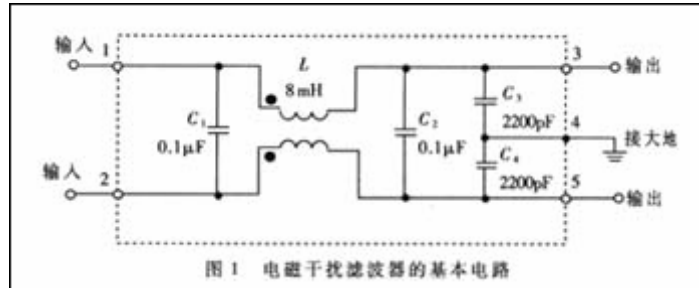 输入 1
L
8mH
C1
0.1μF
C2
0.1μF
C3
2200pF
3
输出
4
接大地
C4
2200pF
输入 2
5
输出
图 1 电磁干扰滤波器的基本电路